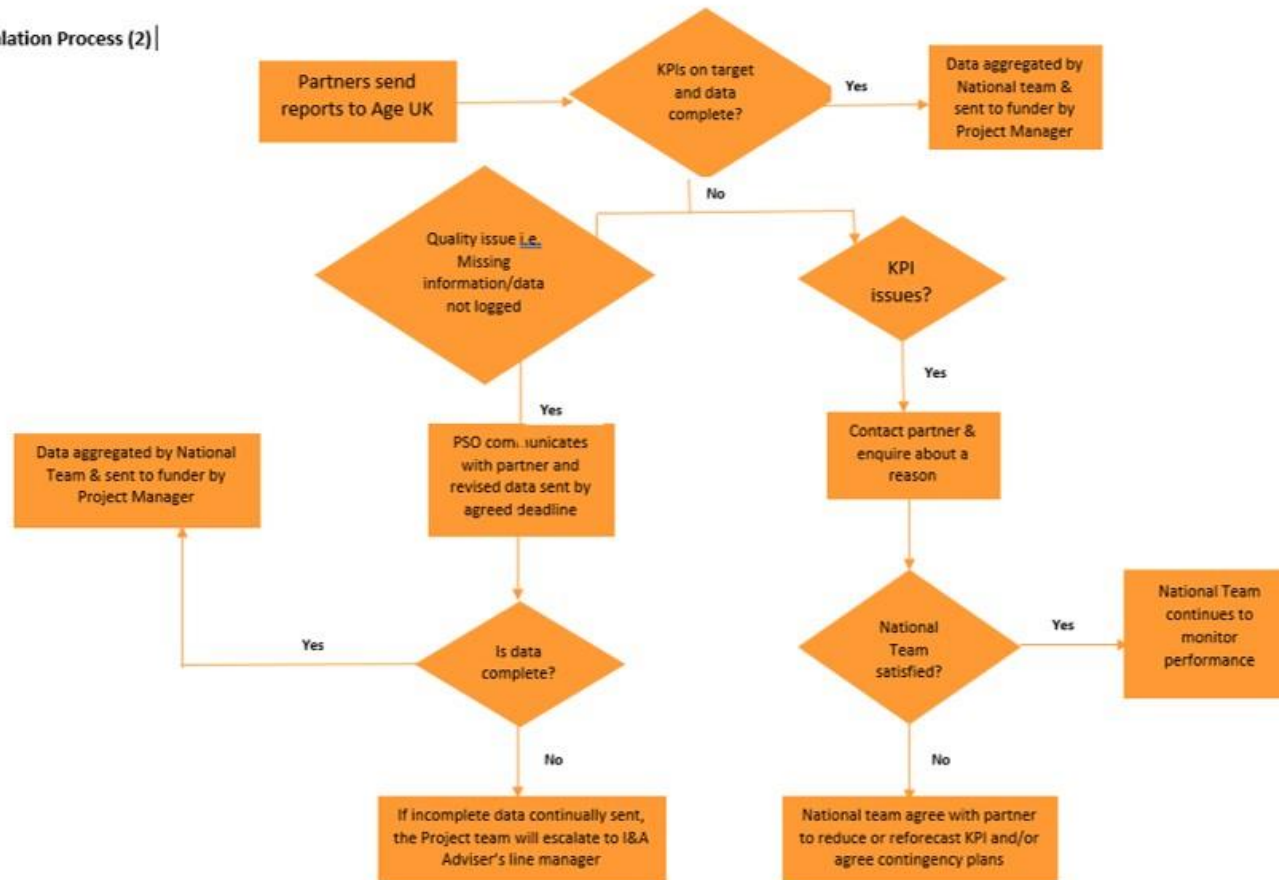 lation Process (2)
Partners send
reports to Age UK
KPIs on target
and data
complete?
Yes
Data aggregated by
National team &
sent to funder by
Project Manager
No
Quality issue i.e.
Missing
information/data
not logged
KPI
issues?
Yes
Yes
Data aggregated by National
Team & sent to funder by
Project Manager
PSO communicates
with partner and
revised data sent by
agreed deadline
Contact partner &
enquire about a
reason
Yes
Is data
complete?
National
Team
satisfied?
Yes
National Team
continues to
monitor
performance
No
No
If incomplete data continually sent,
the Project team will escalate to I&A
Adviser's line manager
National team agree with partner
to reduce or reforecast KPI and/or
agree contingency plans